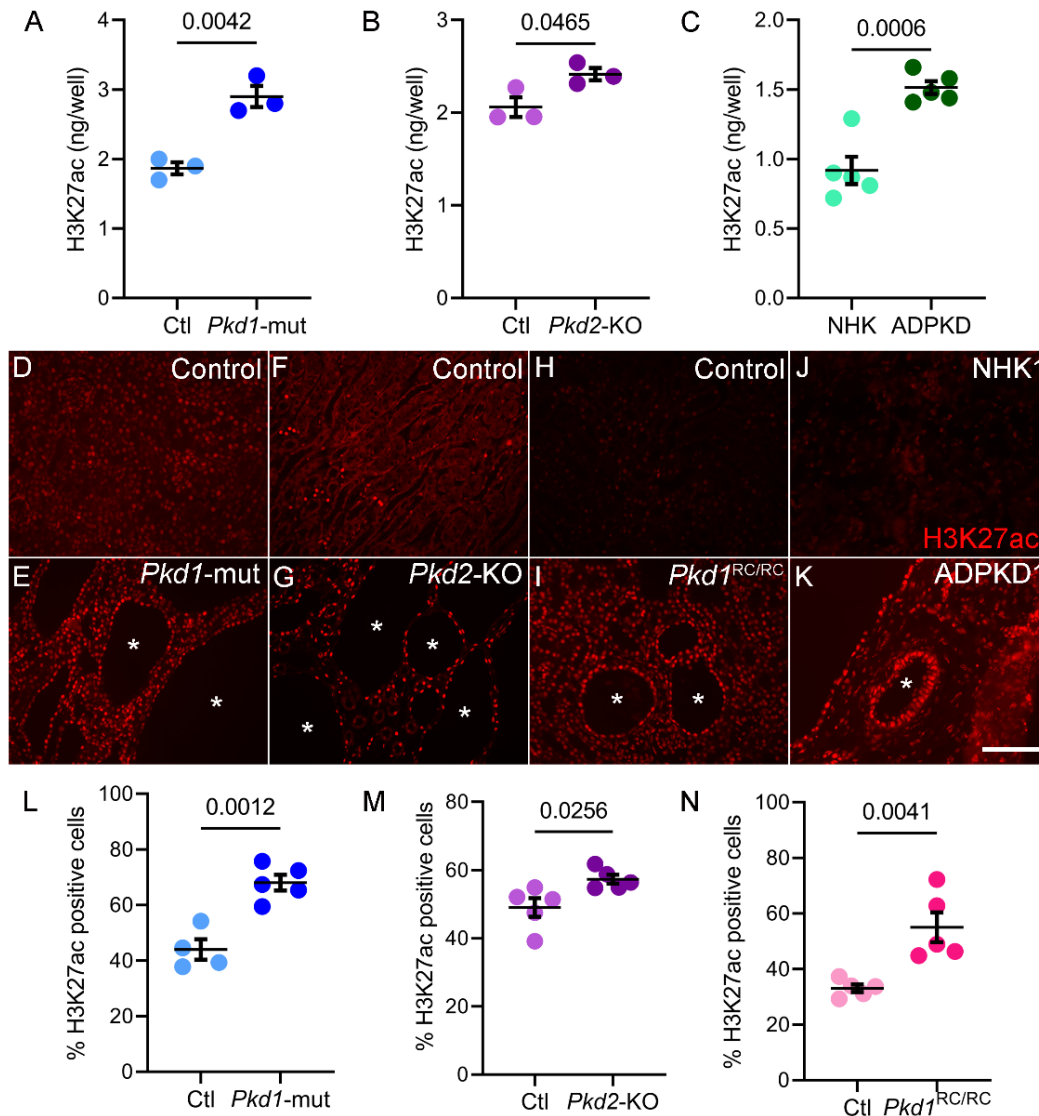 A
0.0042
H3K27ac (ng/well)
4
3
2
1
0
Ctl Pkd1-mut
B
0.0465
H3K27ac (ng/well)
3
2
1
0
Ctl Pkd2-KO
C
0.0006
H3K27ac (ng/well)
2.0
1.5
1.0
0.5
0.0
NHK ADPKD
D Control
F Control
H Control
J NHK1
H3K27ac
E Pkd1-mut
*
*
G Pkd2-KO
*
*
*
*
I Pkd1RC/RC
*
*
K ADPKD1
*
L
0.0012
% H3K27ac positive cells
100
80
60
40
20
0
Ctl Pkd1-mut
M
0.0256
% H3K27ac positive cells
80
60
40
20
0
Ctl Pkd2-KO
N
0.0041
% H3K27ac positive cells
100
80
60
40
20
0
Ctl Pkd1RC/RC